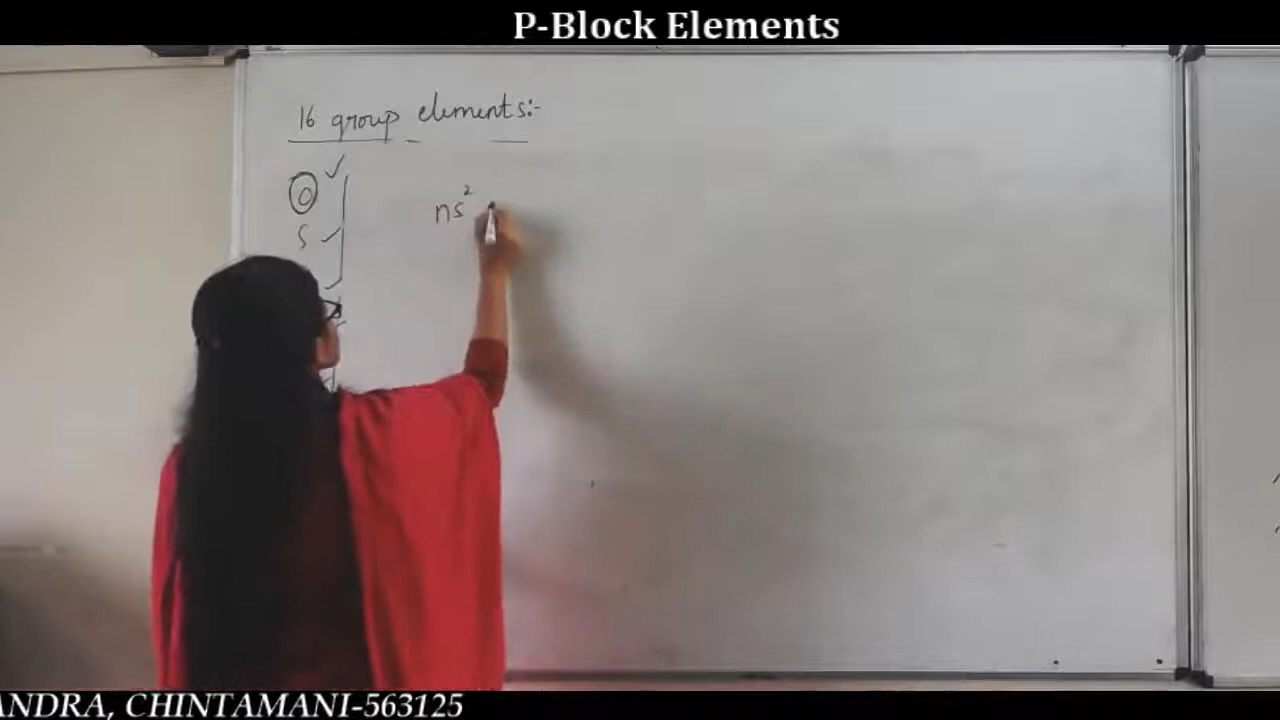 P-Block Elements
16 group elements:-
O
S
ns²
ANDRA, CHINTAMANI-563125